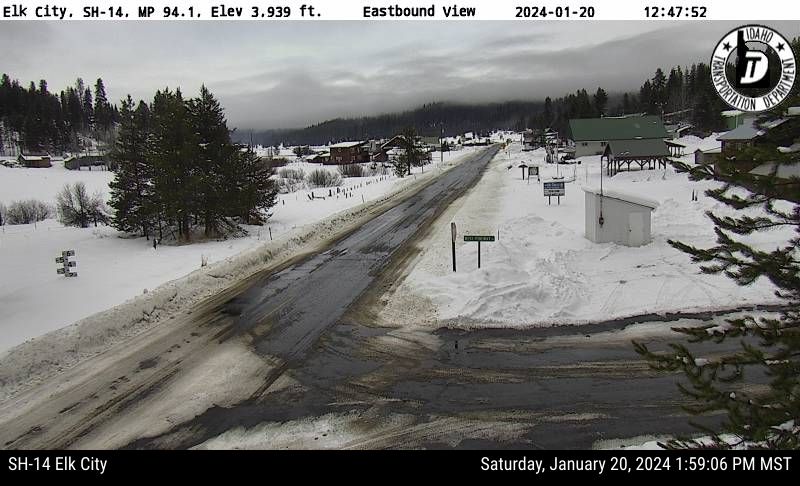 Elk City, SH-14, MP 94.1, Elev 3,939 ft. Eastbound View 2024-01-20 12:47:52
IDAHO
TRANSPORTATION DEPARTMENT
SH-14 Elk City Saturday, January 20, 2024 1:59:06 PM MST